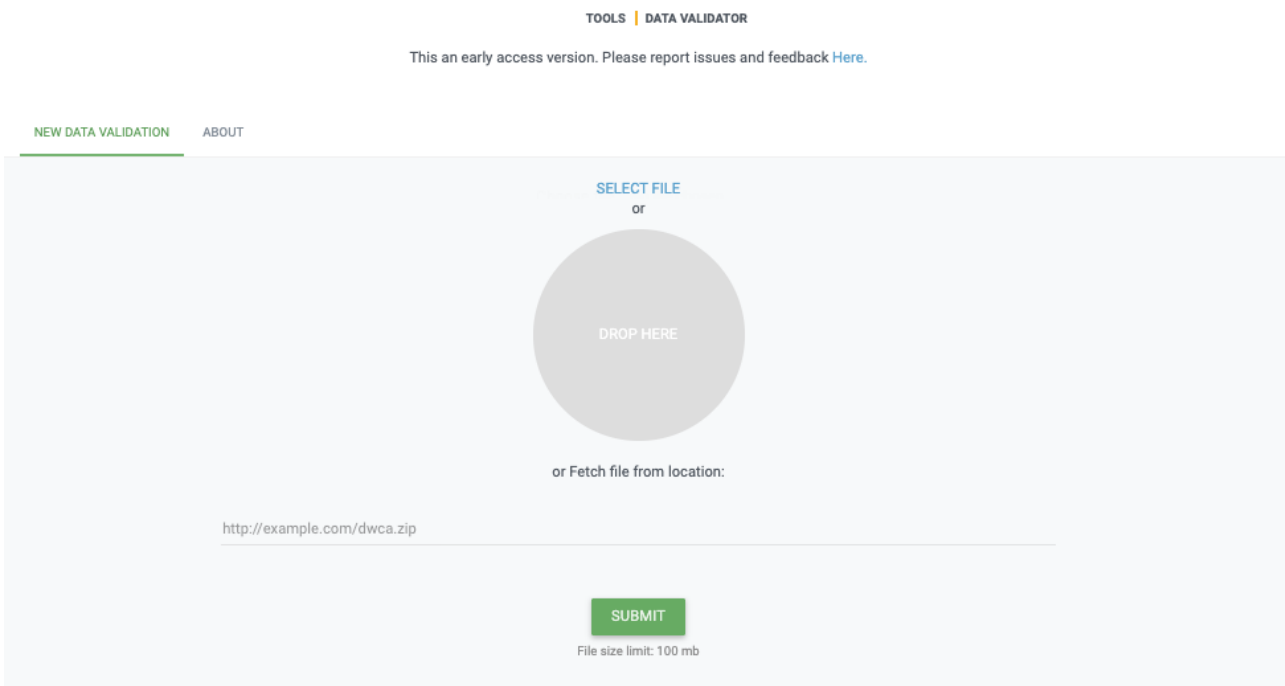 TOOLS | DATA VALIDATOR
This an early access version. Please report issues and feedback Here.
NEW DATA VALIDATION ABOUT
SELECT FILE
or
DROP HERE
or Fetch file from location:
http://example.com/dwca.zip
SUBMIT
File size limit: 100 mb